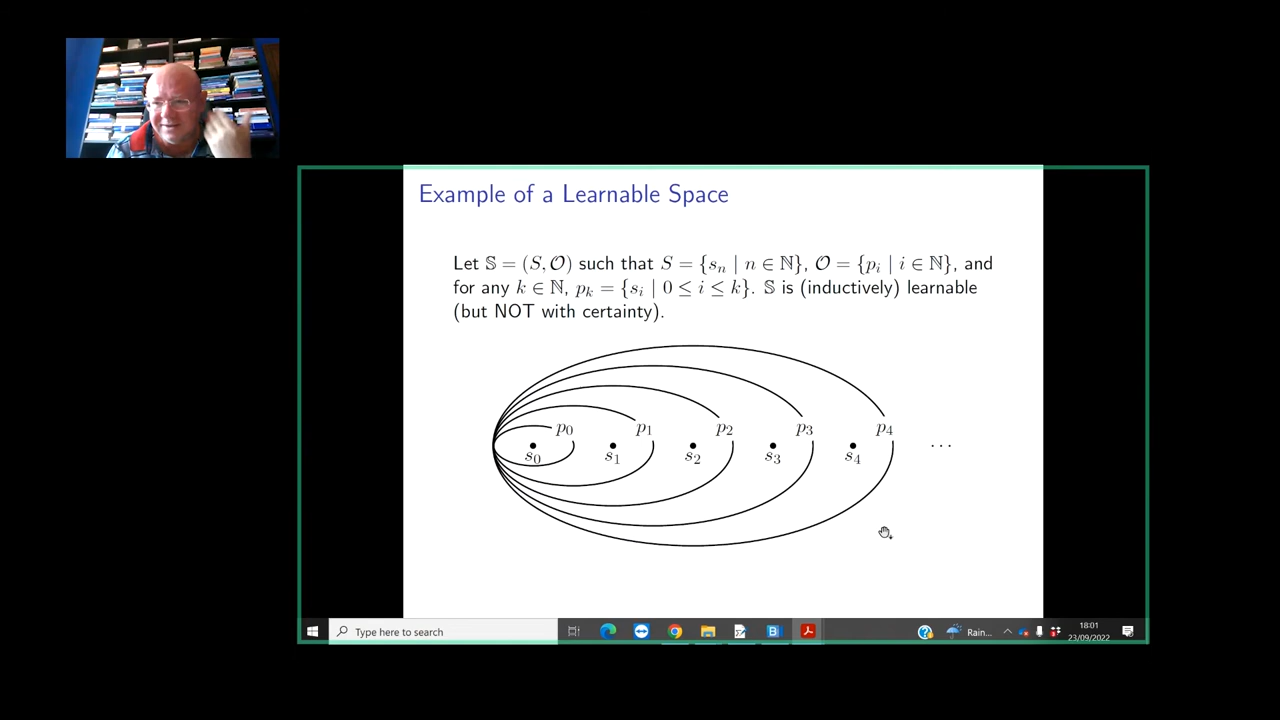 Example of a Learnable Space
Let 𝕊 = (S, 𝒪) such that S = {sₙ | n ∈ ℕ}, 𝒪 = {pᵢ | i ∈ ℕ}, and
for any k ∈ ℕ, pₖ = {sᵢ | 0 ≤ i ≤ k}. 𝕊 is (inductively) learnable
(but NOT with certainty).
p₀ p₁ p₂ p₃ p₄
s₀ s₁ s₂ s₃ s₄ ...
Type here to search
Rain...
18:01
23/09/2022